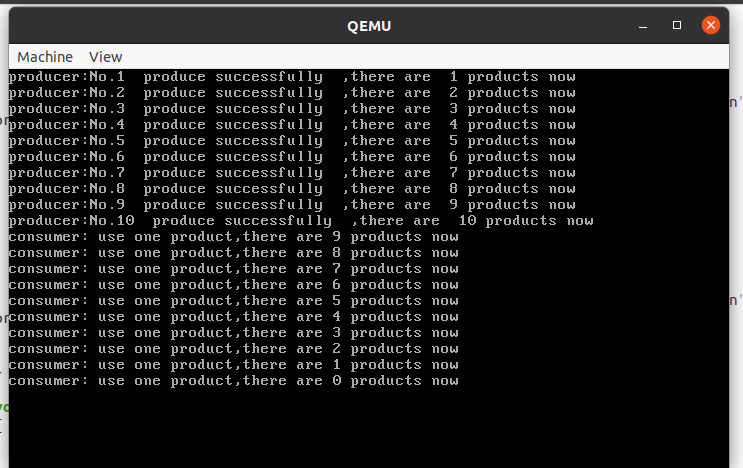 QEMU
Machine View
producer:No.1  produce successfully  ,there are  1 products now
producer:No.2  produce successfully  ,there are  2 products now
producer:No.3  produce successfully  ,there are  3 products now
producer:No.4  produce successfully  ,there are  4 products now
producer:No.5  produce successfully  ,there are  5 products now
producer:No.6  produce successfully  ,there are  6 products now
producer:No.7  produce successfully  ,there are  7 products now
producer:No.8  produce successfully  ,there are  8 products now
producer:No.9  produce successfully  ,there are  9 products now
producer:No.10  produce successfully  ,there are  10 products now
consumer: use one product,there are 9 products now
consumer: use one product,there are 8 products now
consumer: use one product,there are 7 products now
consumer: use one product,there are 6 products now
consumer: use one product,there are 5 products now
consumer: use one product,there are 4 products now
consumer: use one product,there are 3 products now
consumer: use one product,there are 2 products now
consumer: use one product,there are 1 products now
consumer: use one product,there are 0 products now